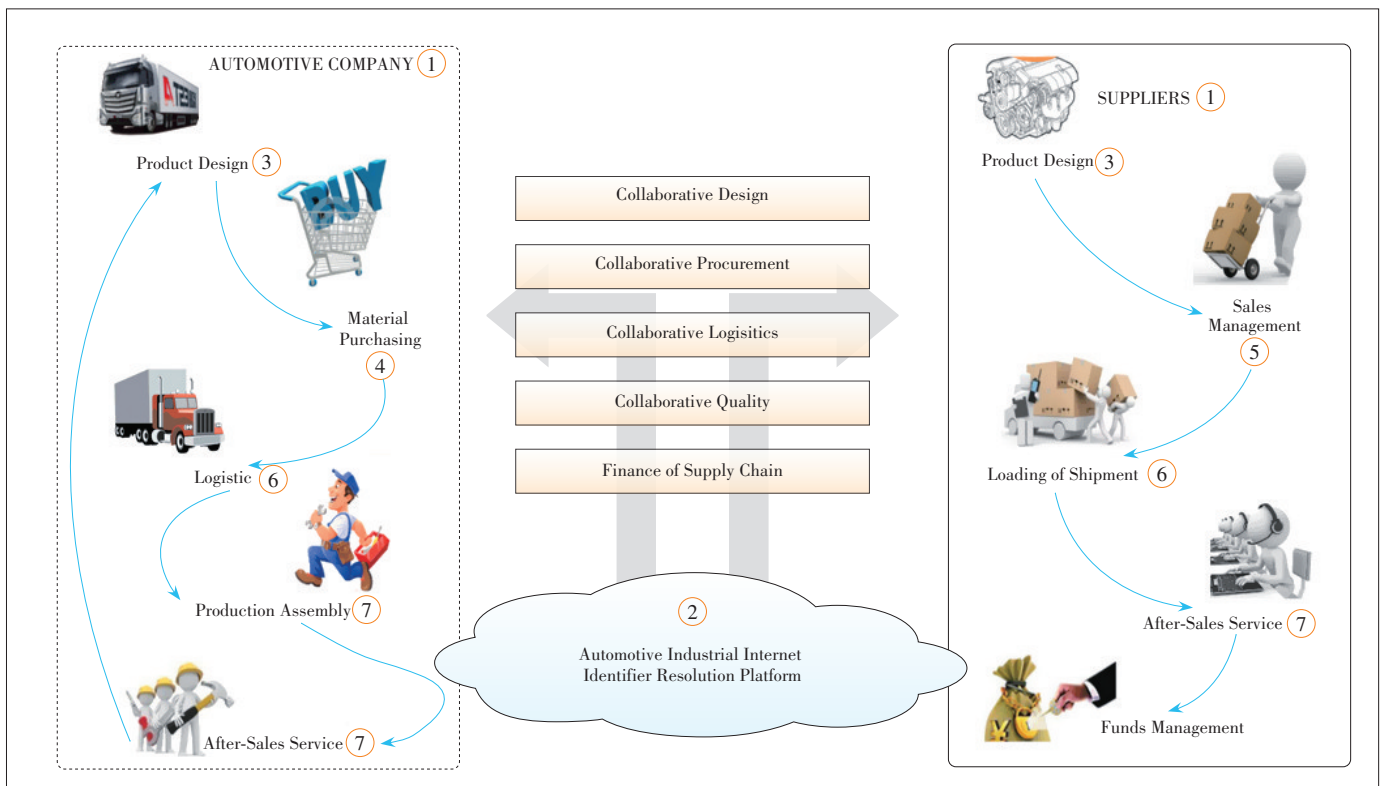 AUTOMOTIVE COMPANY 1
Product Design 3
BUY
Material
Purchasing
4
Logistic 6
Production Assembly 7
After-Sales Service 7
Collaborative Design
Collaborative Procurement
Collaborative Logisitics
Collaborative Quality
Finance of Supply Chain
2
Automotive Industrial Internet
Identifier Resolution Platform
SUPPLIERS 1
Product Design 3
Sales
Management
5
Loading of Shipment 6
After-Sales Service 7
¥
Funds Management